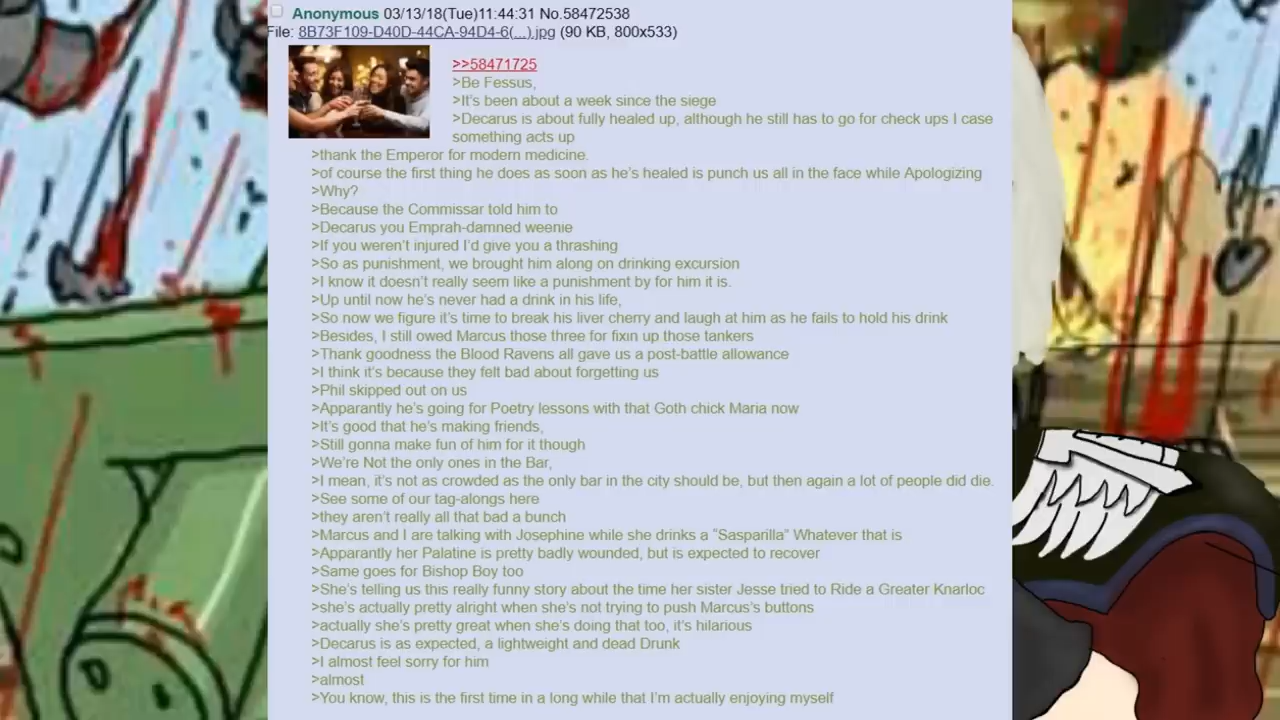 Anonymous 03/13/18(Tue)11:44:31 No.58472538
File: 8B73F109-D40D-44CA-94D4-6(...).jpg (90 KB, 800x533)
>>58471725
>Be Fessus,
>It's been about a week since the siege
>Decarus is about fully healed up, although he still has to go for check ups I case
something acts up
>thank the Emperor for modern medicine.
>of course the first thing he does as soon as he's healed is punch us all in the face while Apologizing
>Why?
>Because the Commissar told him to
>Decarus you Emprah-damned weenie
>If you weren't injured I'd give you a thrashing
>So as punishment, we brought him along on drinking excursion
>I know it doesn't really seem like a punishment by for him it is.
>Up until now he's never had a drink in his life,
>So now we figure it's time to break his liver cherry and laugh at him as he fails to hold his drink
>Besides, I still owed Marcus those three for fixin up those tankers
>Thank goodness the Blood Ravens all gave us a post-battle allowance
>I think it's because they felt bad about forgetting us
>Phil skipped out on us
>Apparantly he's going for Poetry lessons with that Goth chick Maria now
>It's good that he's making friends,
>Still gonna make fun of him for it though
>We're Not the only ones in the Bar,
>I mean, it's not as crowded as the only bar in the city should be, but then again a lot of people did die.
>See some of our tag-alongs here
>they aren't really all that bad a bunch
>Marcus and I are talking with Josephine while she drinks a "Sasparilla" Whatever that is
>Apparantly her Palatine is pretty badly wounded, but is expected to recover
>Same goes for Bishop Boy too
>She's telling us this really funny story about the time her sister Jesse tried to Ride a Greater Knarloc
>she's actually pretty alright when she's not trying to push Marcus's buttons
>actually she's pretty great when she's doing that too, it's hilarious
>Decarus is as expected, a lightweight and dead Drunk
>I almost feel sorry for him
>almost
>You know, this is the first time in a long while that I'm actually enjoying myself